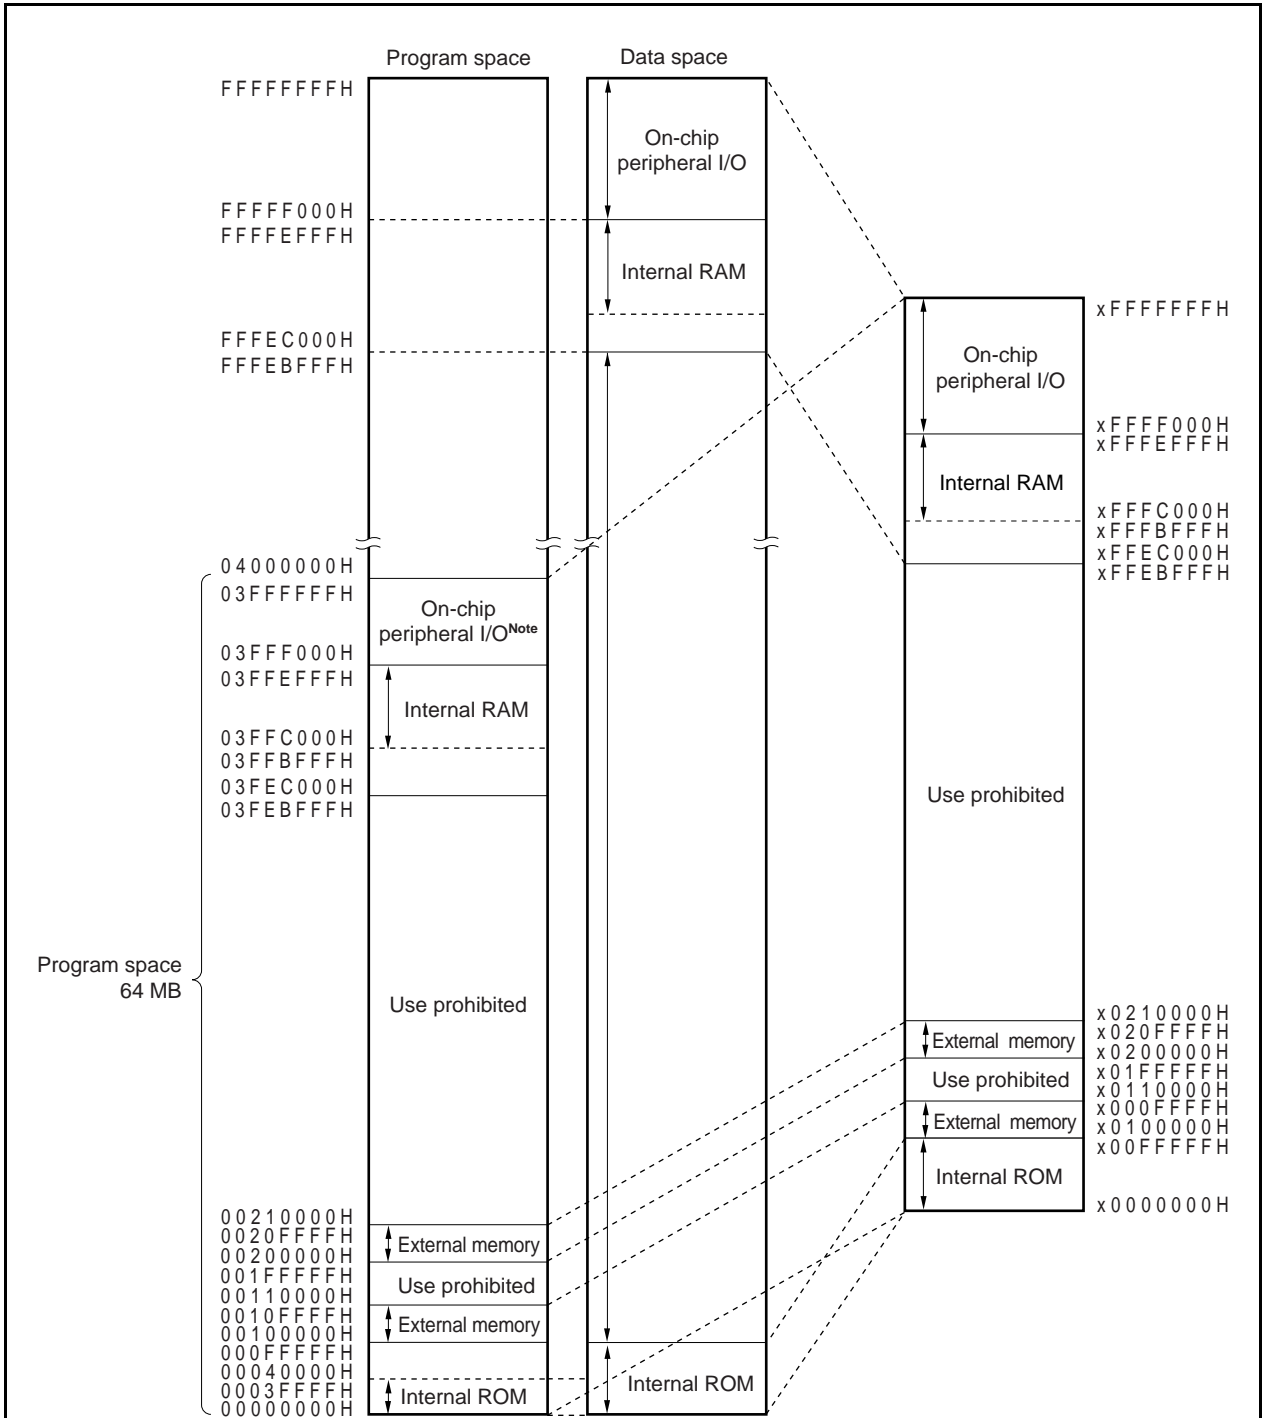 Program space
Data space
FFFFFFFFH
On-chip
peripheral I/O
FFFFF000H
FFFFEFFFH
Internal RAM
FFFEC000H
FFFEBFFFH
xFFFFFFFH
On-chip
peripheral I/O
xFFFF000H
xFFFEFFFH
Internal RAM
xFFFC000H
xFFFBFFFH
xFFEC000H
xFFEBFFFH
04000000H
03FFFFFFH
On-chip
peripheral I/ONote
03FFF000H
03FFEFFFH
Internal RAM
03FFC000H
03FFBFFFH
03FEC000H
03FEBFFFH
Use prohibited
Program space
64 MB
Use prohibited
x0210000H
x020FFFFH
External memory
x0200000H
x01FFFFFH
Use prohibited
x0110000H
x000FFFFH
External memory
x0100000H
x00FFFFFH
Internal ROM
x0000000H
00210000H
0020FFFFH
External memory
00200000H
001FFFFFH
Use prohibited
00110000H
0010FFFFH
External memory
00100000H
000FFFFFH
00040000H
0003FFFFH
Internal ROM
Internal ROM
00000000H